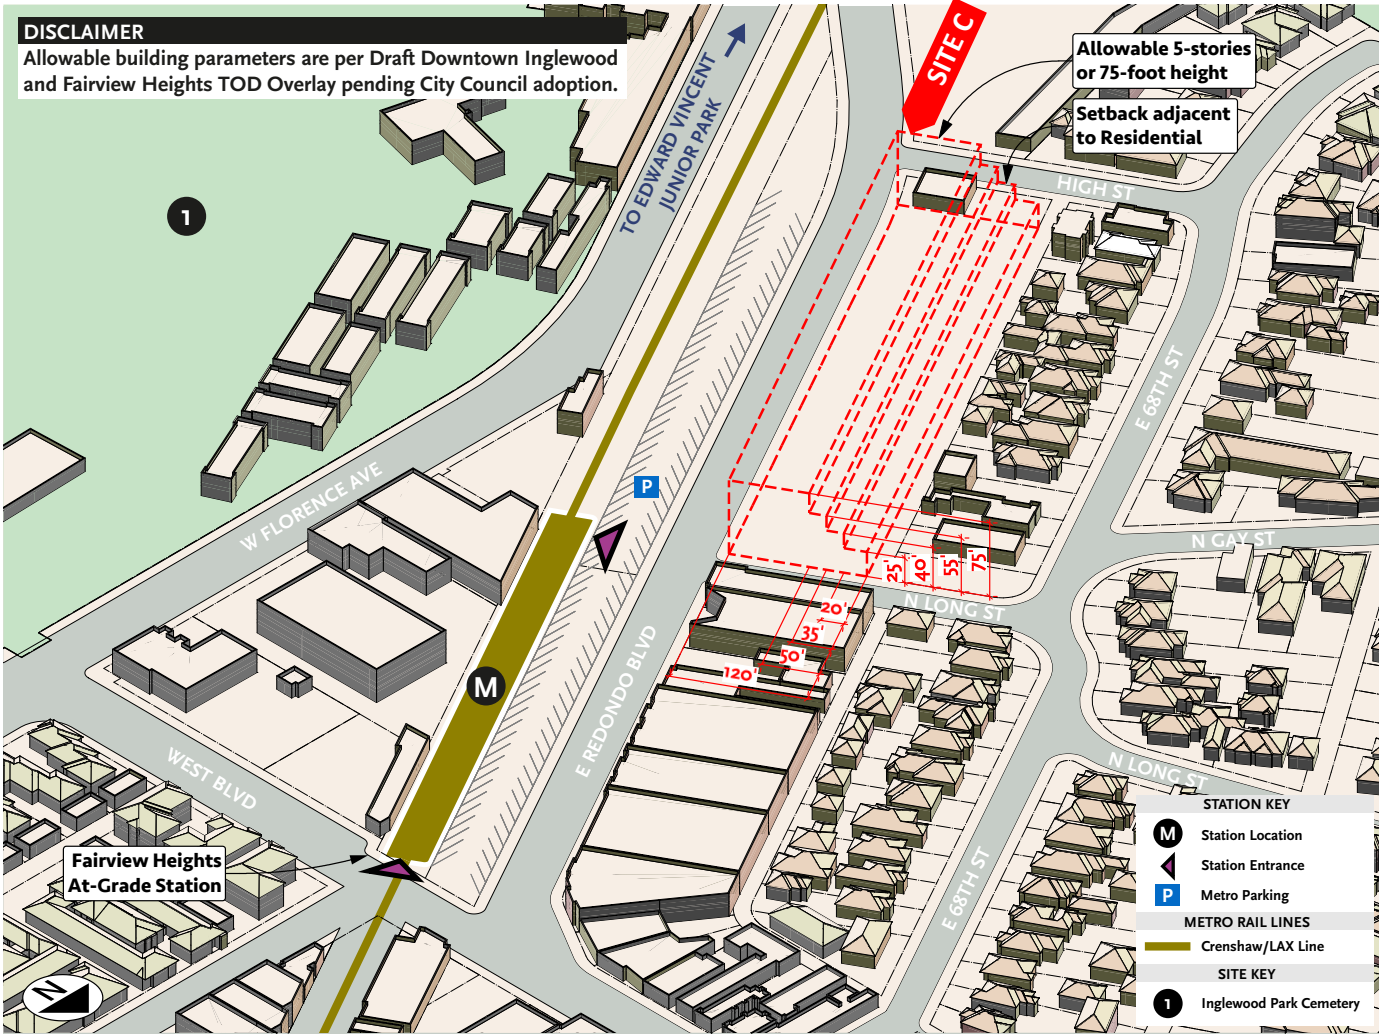 DISCLAIMER
Allowable building parameters are per Draft Downtown Inglewood
and Fairview Heights TOD Overlay pending City Council adoption.
TO EDWARD VINCENT
JUNIOR PARK
SITE C
Allowable 5-stories
or 75-foot height
Setback adjacent
to Residential
HIGH ST
1
E 68TH ST
W FLORENCE AVE
P
N GAY ST
25'
40'
55'
75'
N LONG ST
20'
35'
50'
120'
M
E REDONDO BLVD
WEST BLVD
N LONG ST
E 68TH ST
Fairview Heights
At-Grade Station
N
STATION KEY
M Station Location
Station Entrance
P Metro Parking
METRO RAIL LINES
Crenshaw/LAX Line
SITE KEY
1 Inglewood Park Cemetery